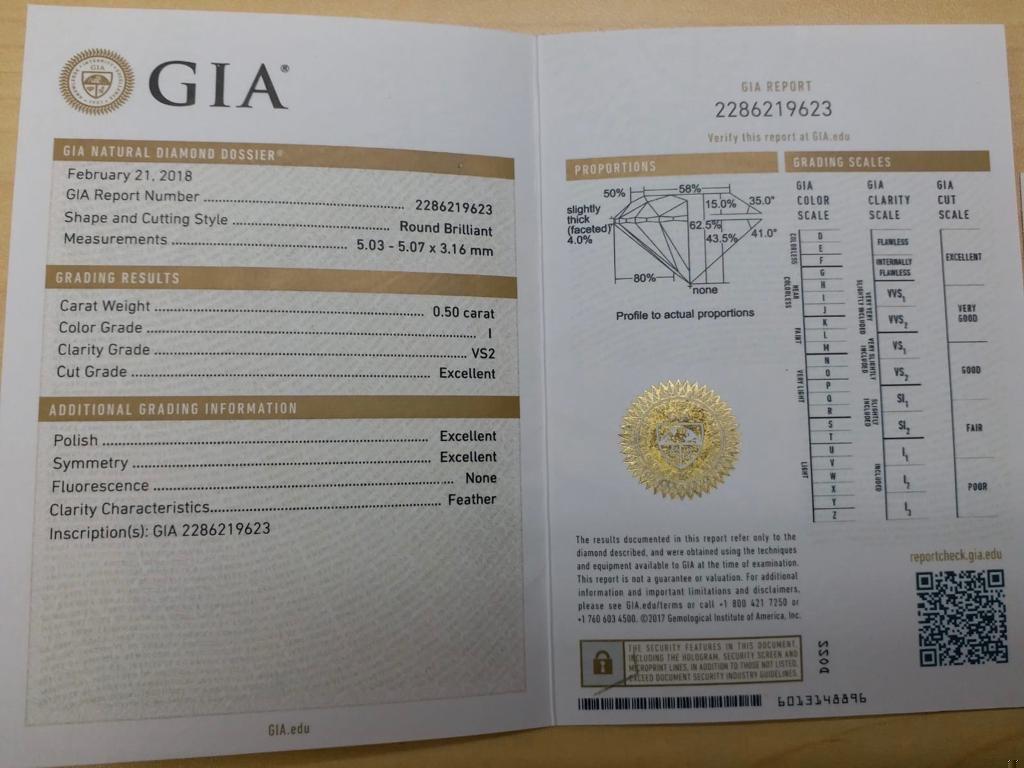 GIA®
GIA NATURAL DIAMOND DOSSIER®
February 21, 2018
GIA Report Number 2286219623
Shape and Cutting Style Round Brilliant
Measurements 5.03 - 5.07 x 3.16 mm
GRADING RESULTS
Carat Weight 0.50 carat
Color Grade I
Clarity Grade VS2
Cut Grade Excellent
ADDITIONAL GRADING INFORMATION
Polish Excellent
Symmetry Excellent
Fluorescence None
Clarity Characteristics Feather
Inscription(s): GIA 2286219623
GIA.edu
GIA REPORT
2286219623
Verify this report at GIA.edu
PROPORTIONS
50%
58%
15.0%
35.0°
slightly
thick
(faceted)
4.0%
62.5%
43.5%
41.0°
80%
none
Profile to actual proportions
GRADING SCALES
GIA
COLOR
SCALE
COLORLESS
D
E
F
NEAR COLORLESS
G
H
I
J
FAINT
K
L
M
VERY LIGHT
N
O
P
Q
R
LIGHT
S
T
U
V
W
X
Y
Z
GIA
CLARITY
SCALE
FLAWLESS
INTERNALLY
FLAWLESS
VERY VERY SLIGHTLY INCLUDED
VVS1
VVS2
VERY SLIGHTLY INCLUDED
VS1
VS2
SLIGHTLY INCLUDED
SI1
SI2
INCLUDED
I1
I2
I3
GIA
CUT
SCALE
EXCELLENT
VERY
GOOD
GOOD
FAIR
POOR
The results documented in this report refer only to the
diamond described, and were obtained using the techniques
and equipment available to GIA at the time of examination.
This report is not a guarantee or valuation. For additional
information and important limitations and disclaimers,
please see GIA.edu/terms or call +1 800 421 7250 or
+1 760 603 4500. ©2017 Gemological Institute of America, Inc.
reportcheck.gia.edu
THE SECURITY FEATURES IN THIS DOCUMENT,
INCLUDING THE HOLOGRAM, SECURITY SCREEN AND
MICROPRINT LINES, IN ADDITION TO THOSE NOT LISTED,
EXCEED DOCUMENT SECURITY INDUSTRY GUIDELINES.
DOSS
6013148896